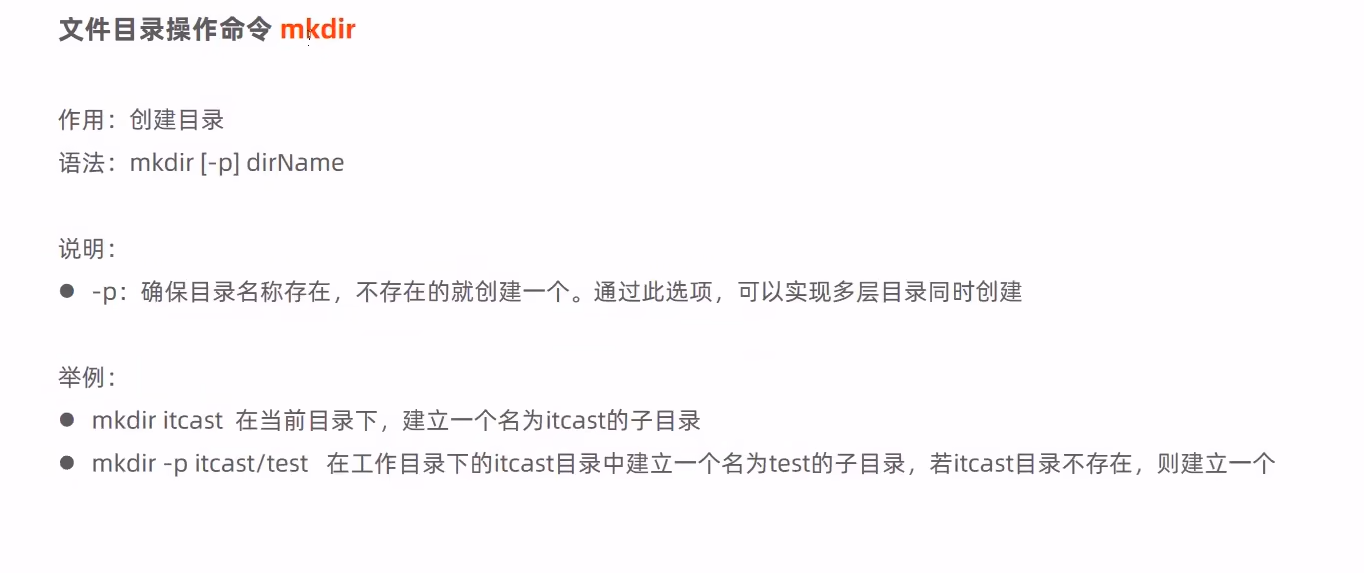 文件目录操作命令 mkdir
作用：创建目录
语法：mkdir [-p] dirName
说明：
● -p：确保目录名称存在，不存在的就创建一个。通过此选项，可以实现多层目录同时创建
举例：
● mkdir itcast 在当前目录下，建立一个名为itcast的子目录
● mkdir -p itcast/test 在工作目录下的itcast目录中建立一个名为test的子目录，若itcast目录不存在，则建立一个